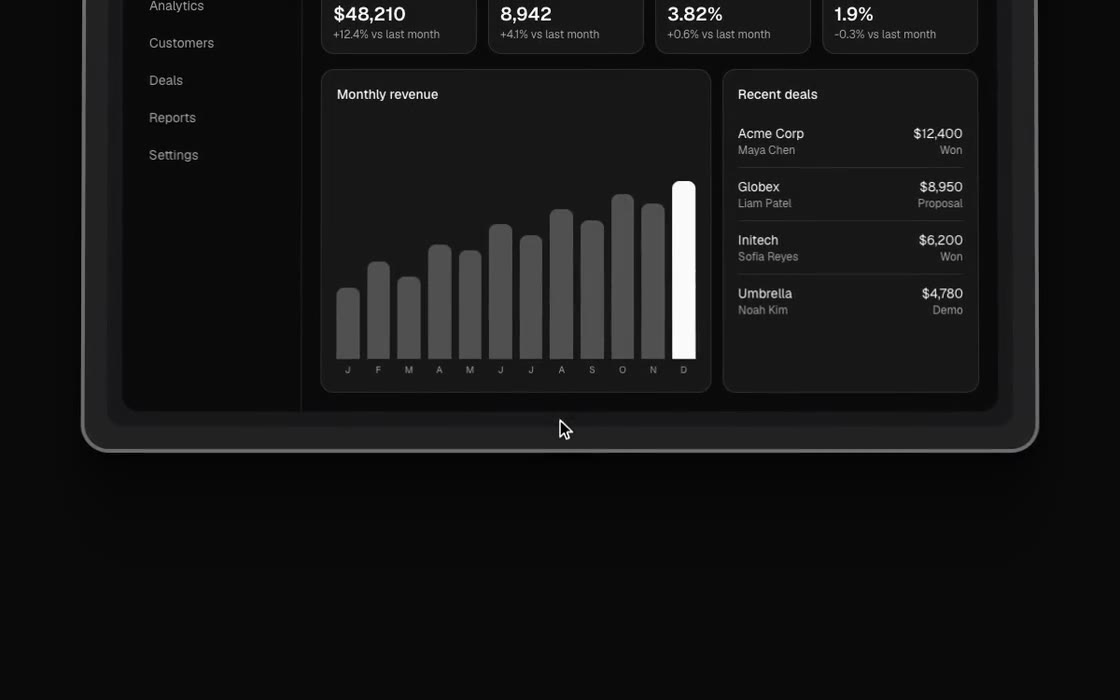 Analytics
Customers
Deals
Reports
Settings
$48,210
+12.4% vs last month
8,942
+4.1% vs last month
3.82%
+0.6% vs last month
1.9%
-0.3% vs last month
Monthly revenue
J F M A M J J A S O N D
Recent deals
Acme Corp $12,400
Maya Chen Won
Globex $8,950
Liam Patel Proposal
Initech $6,200
Sofia Reyes Won
Umbrella $4,780
Noah Kim Demo